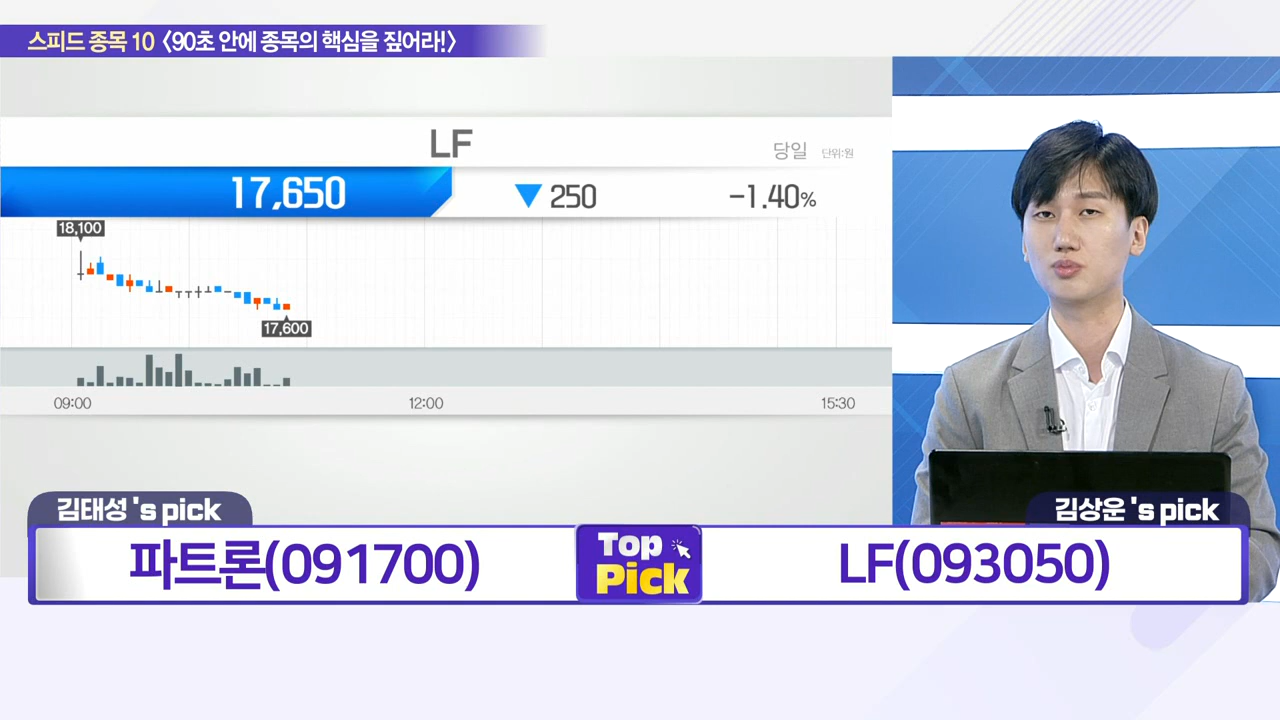 스피드 종목 10 〈90초 안에 종목의 핵심을 짚어라!〉
LF
당일 단위:원
17,650 ▼ 250 -1.40%
18,100
17,600
09:00 12:00 15:30
김태성 's pick
파트론(091700)
Top
Pick
김상운 's pick
LF(093050)